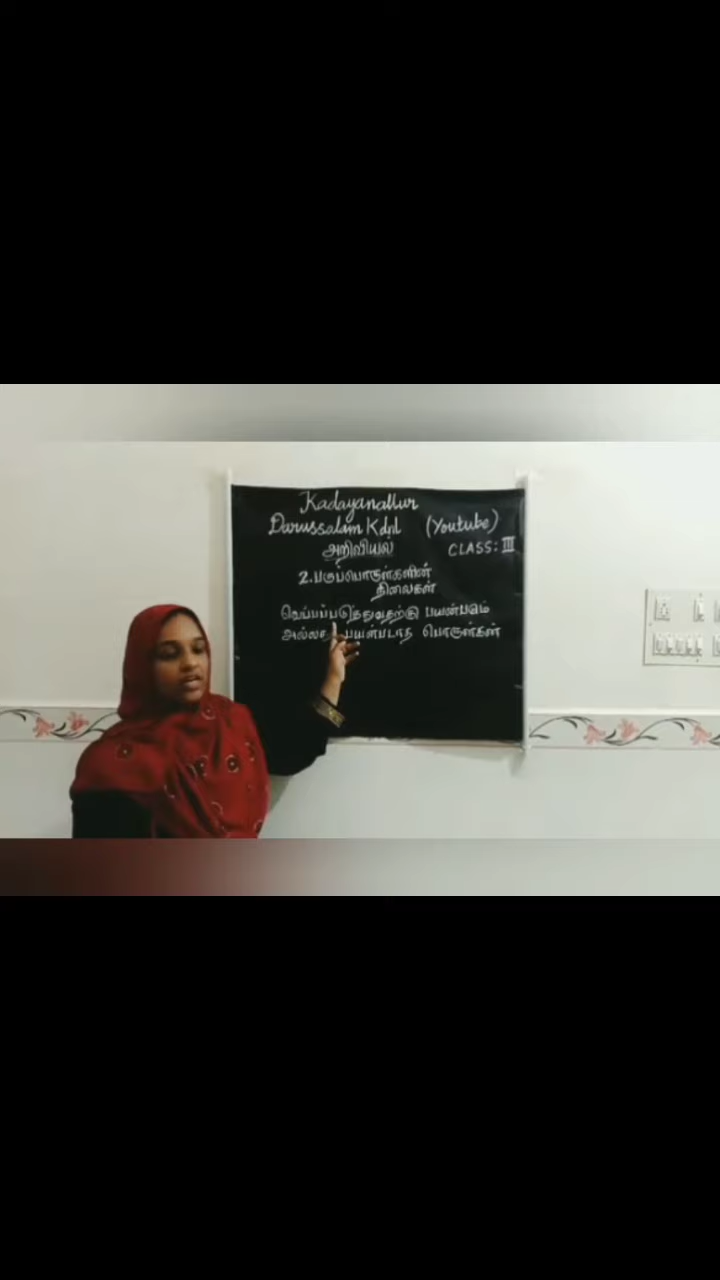 Kadayanallur
Darussalam Kdnl (Youtube)
அறிவியல் CLASS: III
2. பருப்பொருள்களின்
நிலைகள்
வெப்பப்படுத்துவதற்கு பயன்படும்
அல்லது பயன்படாத பொருள்கள்